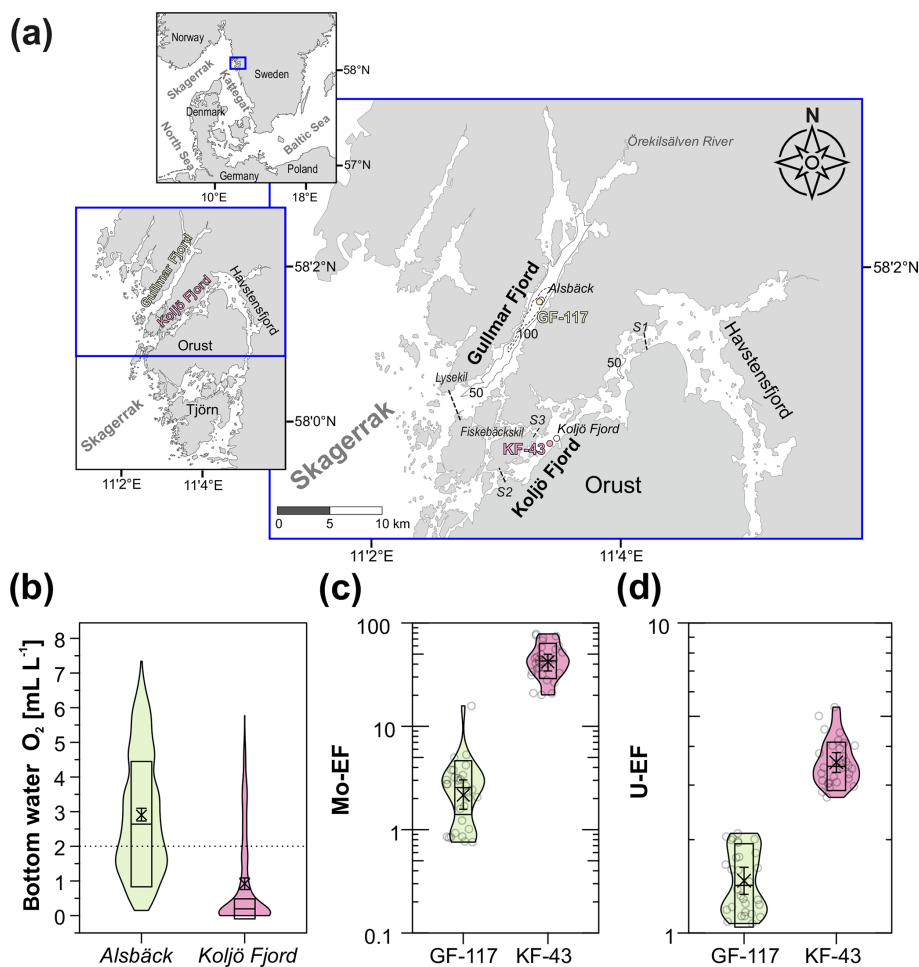 (a)
Norway
Skagerrak
Kattegat
Sweden
Denmark
North Sea
Baltic Sea
Germany
Poland
58°N
57°N
10°E
18°E
Gullmar Fjord
Koljö Fjord
Havstensfjord
Orust
Tjörn
Skagerrak
58'2°N
58'0°N
11'2°E
11'4°E
N
Örekilsälven River
Gullmar Fjord
Alsbäck
GF-117
100
S1
50
Havstensfjord
Lysekil
50
Fiskebäckskil
S3
Koljö Fjord
KF-43
S2
Koljö Fjord
Orust
Skagerrak
0 5 10 km
58'2°N
11'2°E
11'4°E
(b)
Bottom water O₂ [mL L⁻¹]
8
7
6
5
4
3
2
1
0
Alsbäck
Koljö Fjord
(c)
Mo-EF
100
10
1
0.1
GF-117
KF-43
(d)
U-EF
10
1
GF-117
KF-43